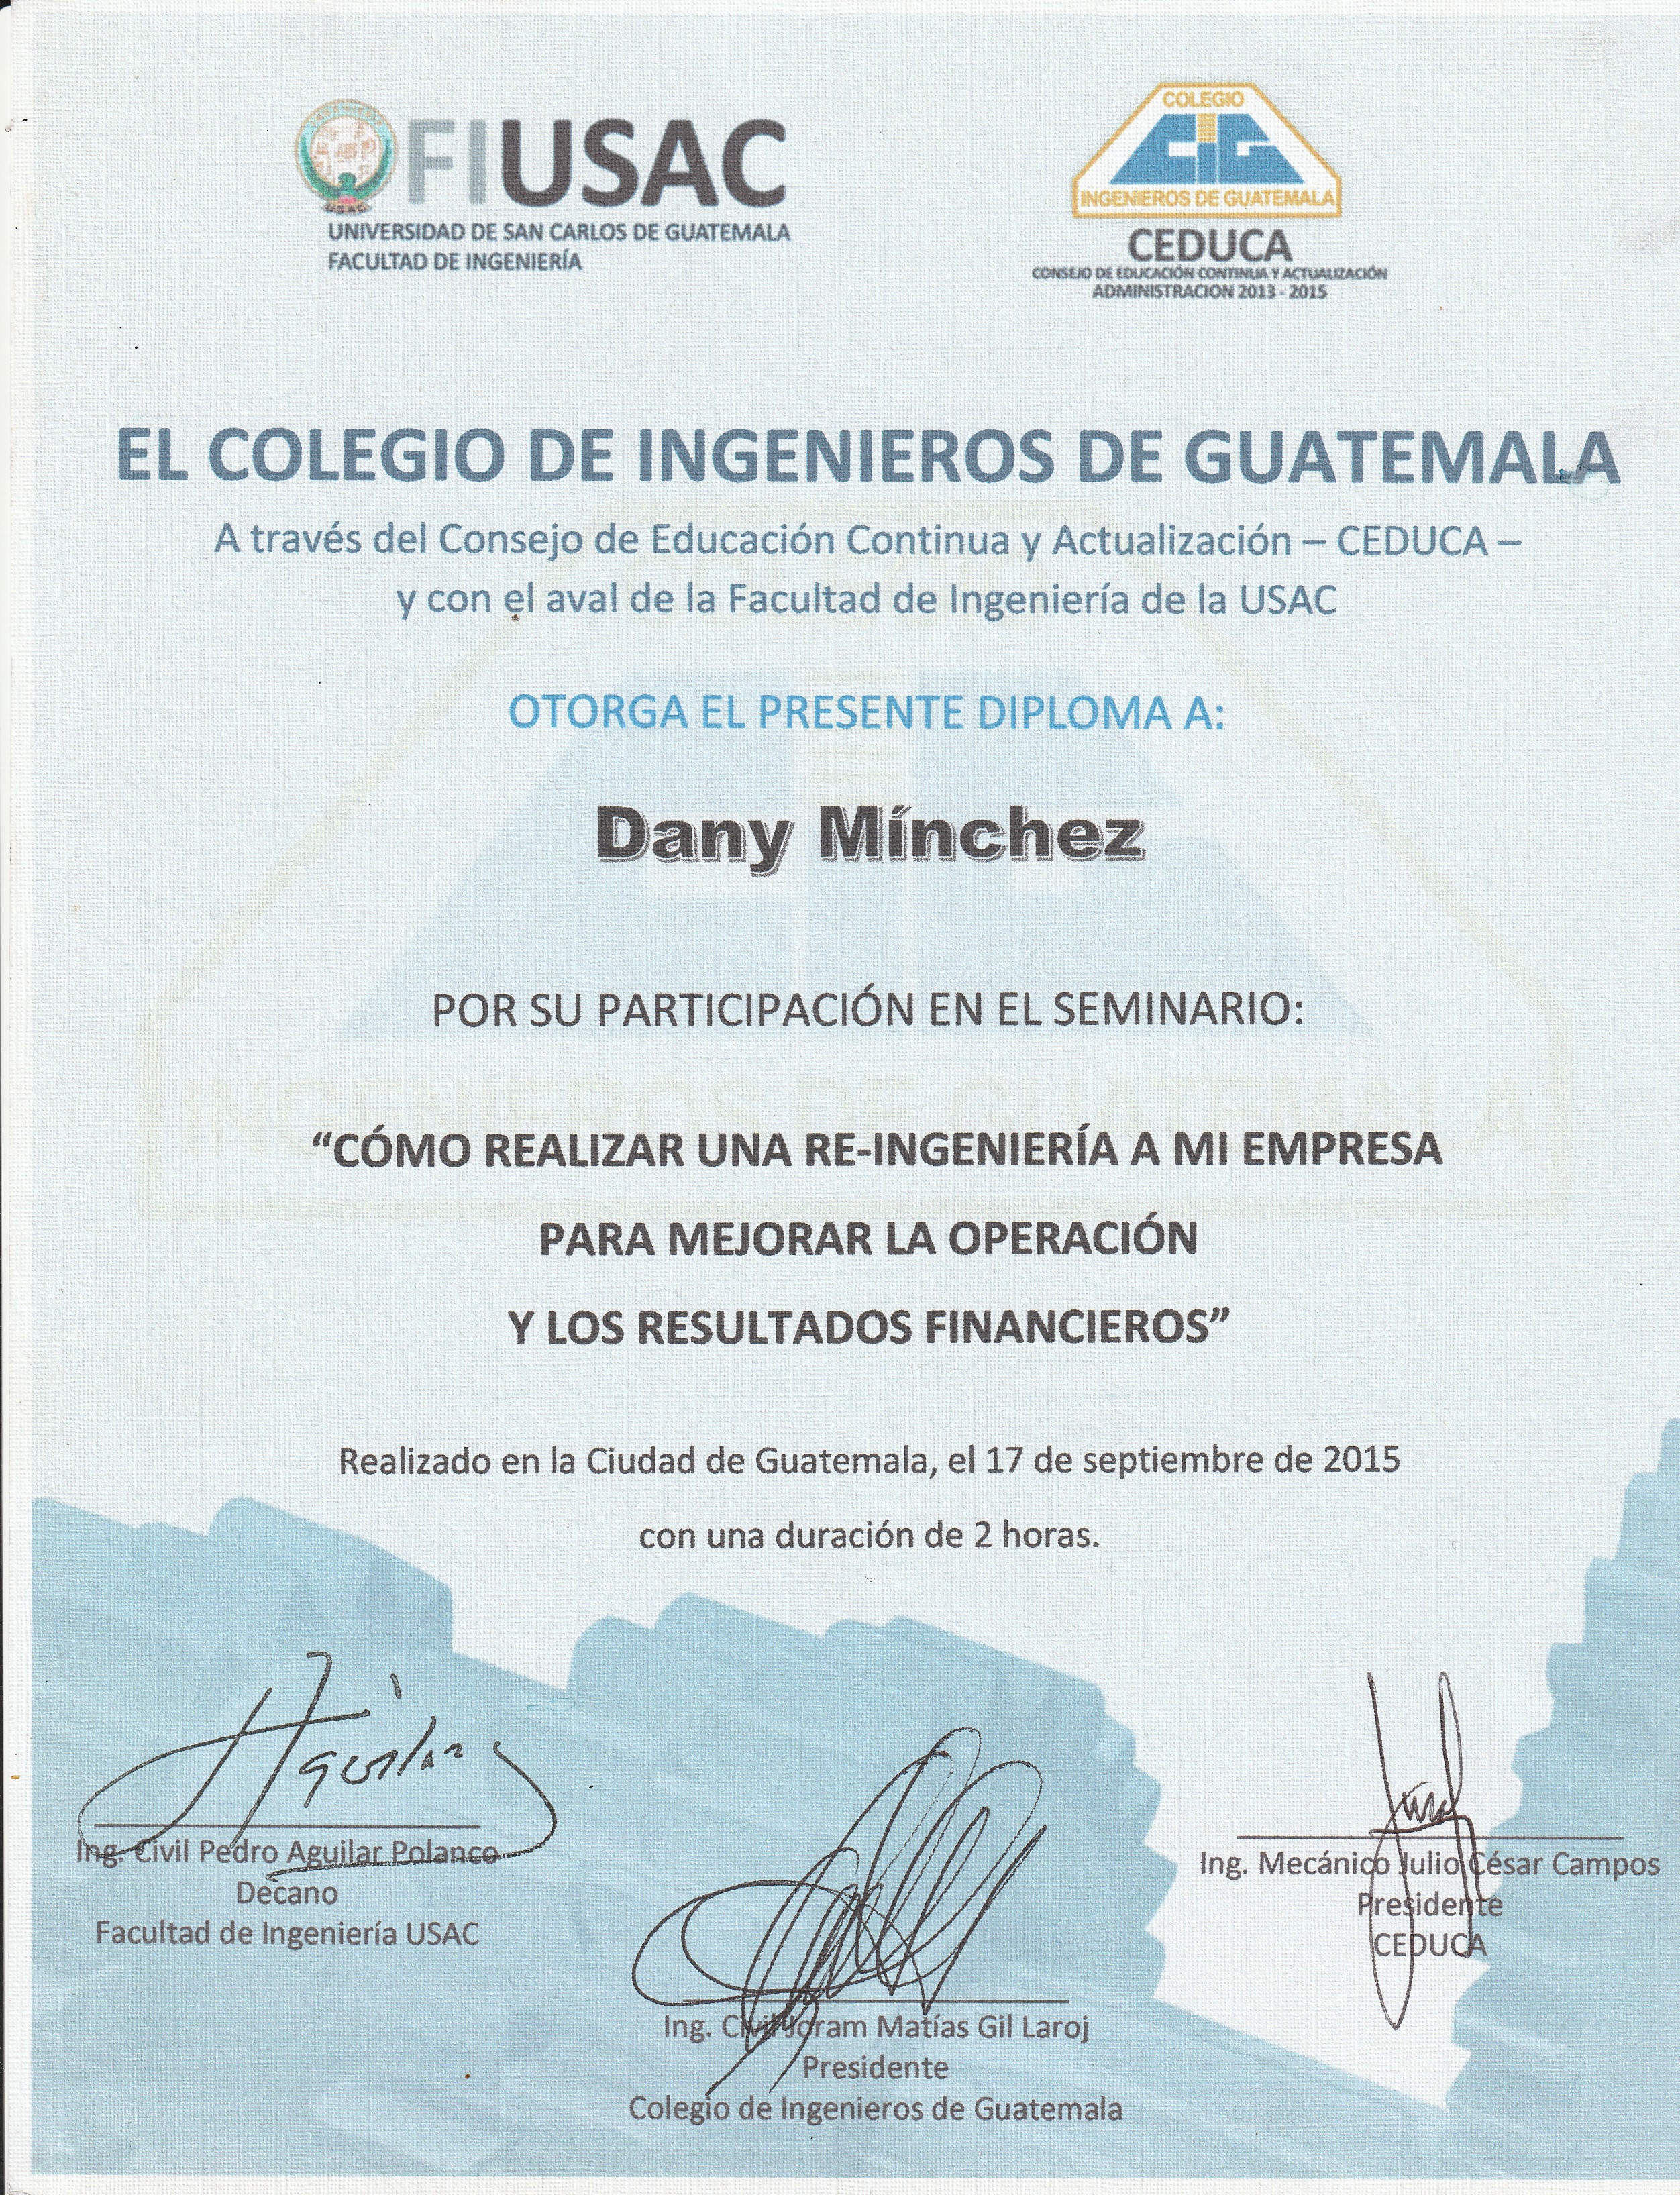 FIUSAC
UNIVERSIDAD DE SAN CARLOS DE GUATEMALA
FACULTAD DE INGENIERÍA
USAC
COLEGIO
CIG
INGENIEROS DE GUATEMALA
CEDUCA
CONSEJO DE EDUCACIÓN CONTINUA Y ACTUALIZACIÓN
ADMINISTRACION 2013 - 2015
EL COLEGIO DE INGENIEROS DE GUATEMALA
A través del Consejo de Educación Continua y Actualización – CEDUCA –
y con el aval de la Facultad de Ingeniería de la USAC
OTORGA EL PRESENTE DIPLOMA A:
Dany Mínchez
POR SU PARTICIPACIÓN EN EL SEMINARIO:
INGENIEROS DE GUATEMALA
“CÓMO REALIZAR UNA RE-INGENIERÍA A MI EMPRESA
PARA MEJORAR LA OPERACIÓN
Y LOS RESULTADOS FINANCIEROS”
Realizado en la Ciudad de Guatemala, el 17 de septiembre de 2015
con una duración de 2 horas.
Aguilar
Ing. Civil Pedro Aguilar Polanco
Decano
Facultad de Ingeniería USAC
Ing. Civil Joram Matías Gil Laroj
Presidente
Colegio de Ingenieros de Guatemala
Ing. Mecánico Julio César Campos
Presidente
CEDUCA